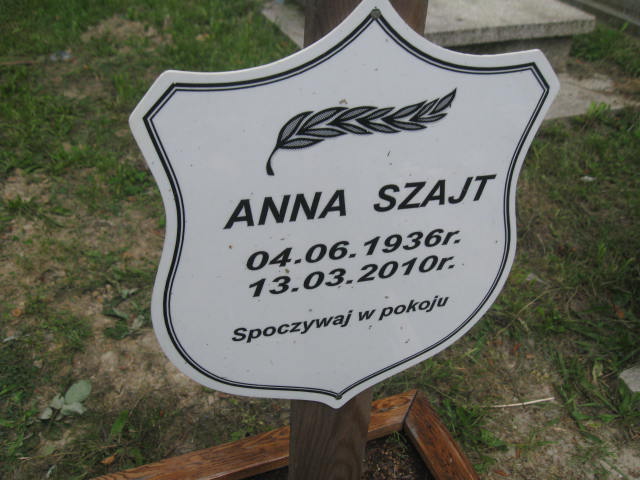 ANNA SZAJT
04.06.1936r.
13.03.2010r.
Spoczywaj w pokoju